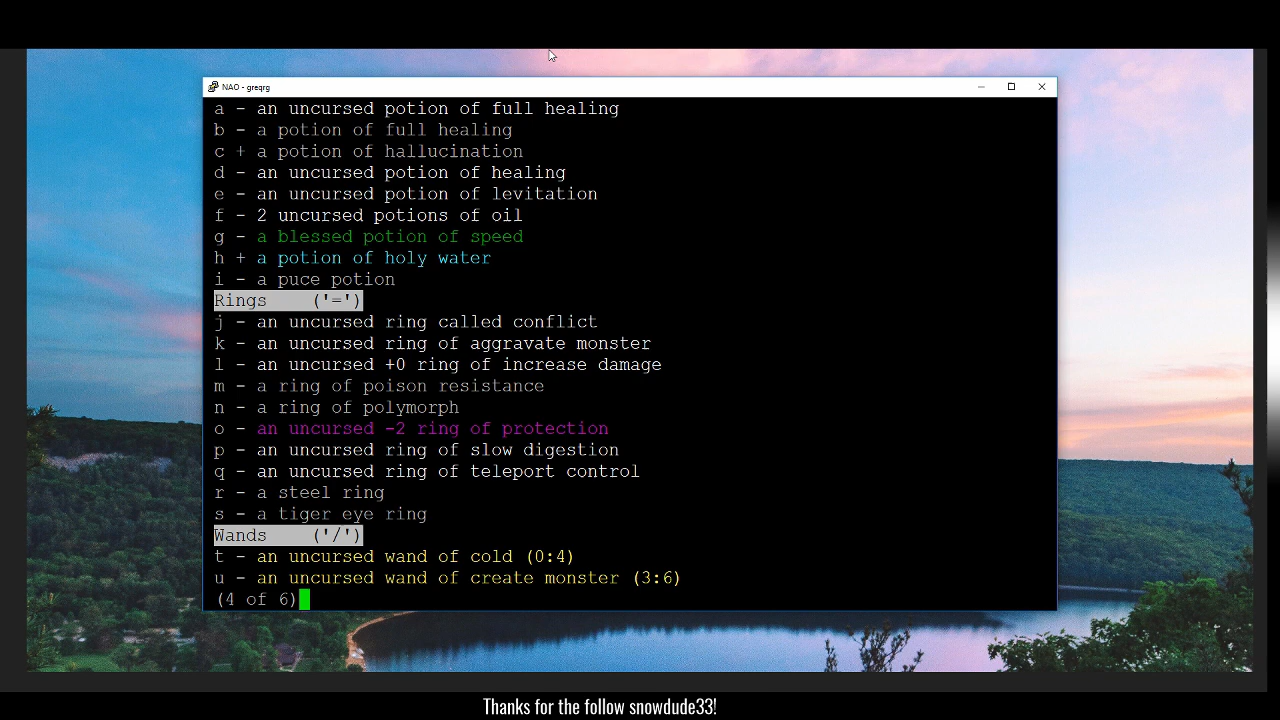 NAO - greqrg
a - an uncursed potion of full healing
b - a potion of full healing
c + a potion of hallucination
d - an uncursed potion of healing
e - an uncursed potion of levitation
f - 2 uncursed potions of oil
g - a blessed potion of speed
h + a potion of holy water
i - a puce potion
Rings    ('=')
j - an uncursed ring called conflict
k - an uncursed ring of aggravate monster
l - an uncursed +0 ring of increase damage
m - a ring of poison resistance
n - a ring of polymorph
o - an uncursed -2 ring of protection
p - an uncursed ring of slow digestion
q - an uncursed ring of teleport control
r - a steel ring
s - a tiger eye ring
Wands    ('/')
t - an uncursed wand of cold (0:4)
u - an uncursed wand of create monster (3:6)
(4 of 6)
Thanks for the follow snowdude33!